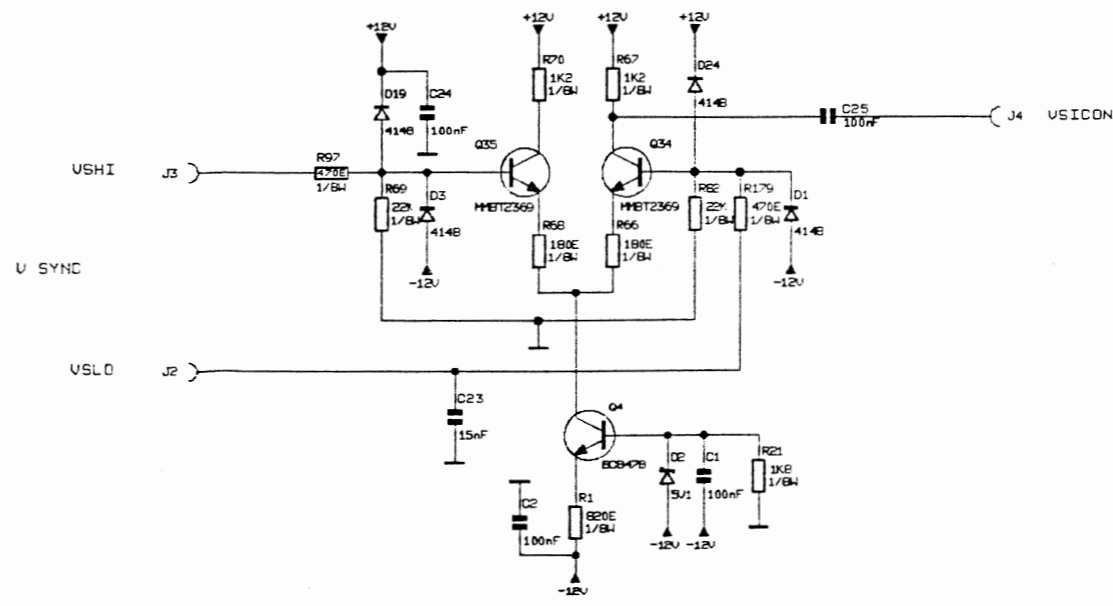 +12V
+12V
+12V
+12V
R70
1K2
1/8W
R67
1K2
1/8W
D24
4148
D19
4148
C24
100nF
C25
100nF
J4
VSICON
Q35
MMBT2369
Q34
MMBT2369
VSHI
J3
R97
470E
1/8W
R69
22K
1/8W
D3
4148
-12V
R62
22K
1/8W
R179
470E
1/8W
D1
4148
-12V
R68
180E
1/8W
R66
180E
1/8W
V SYNC
VSLO
J2
C23
15nF
Q4
BC847B
D2
5V1
-12V
C1
100nF
-12V
R21
1K8
1/8W
C2
100nF
R1
820E
1/8W
-12V